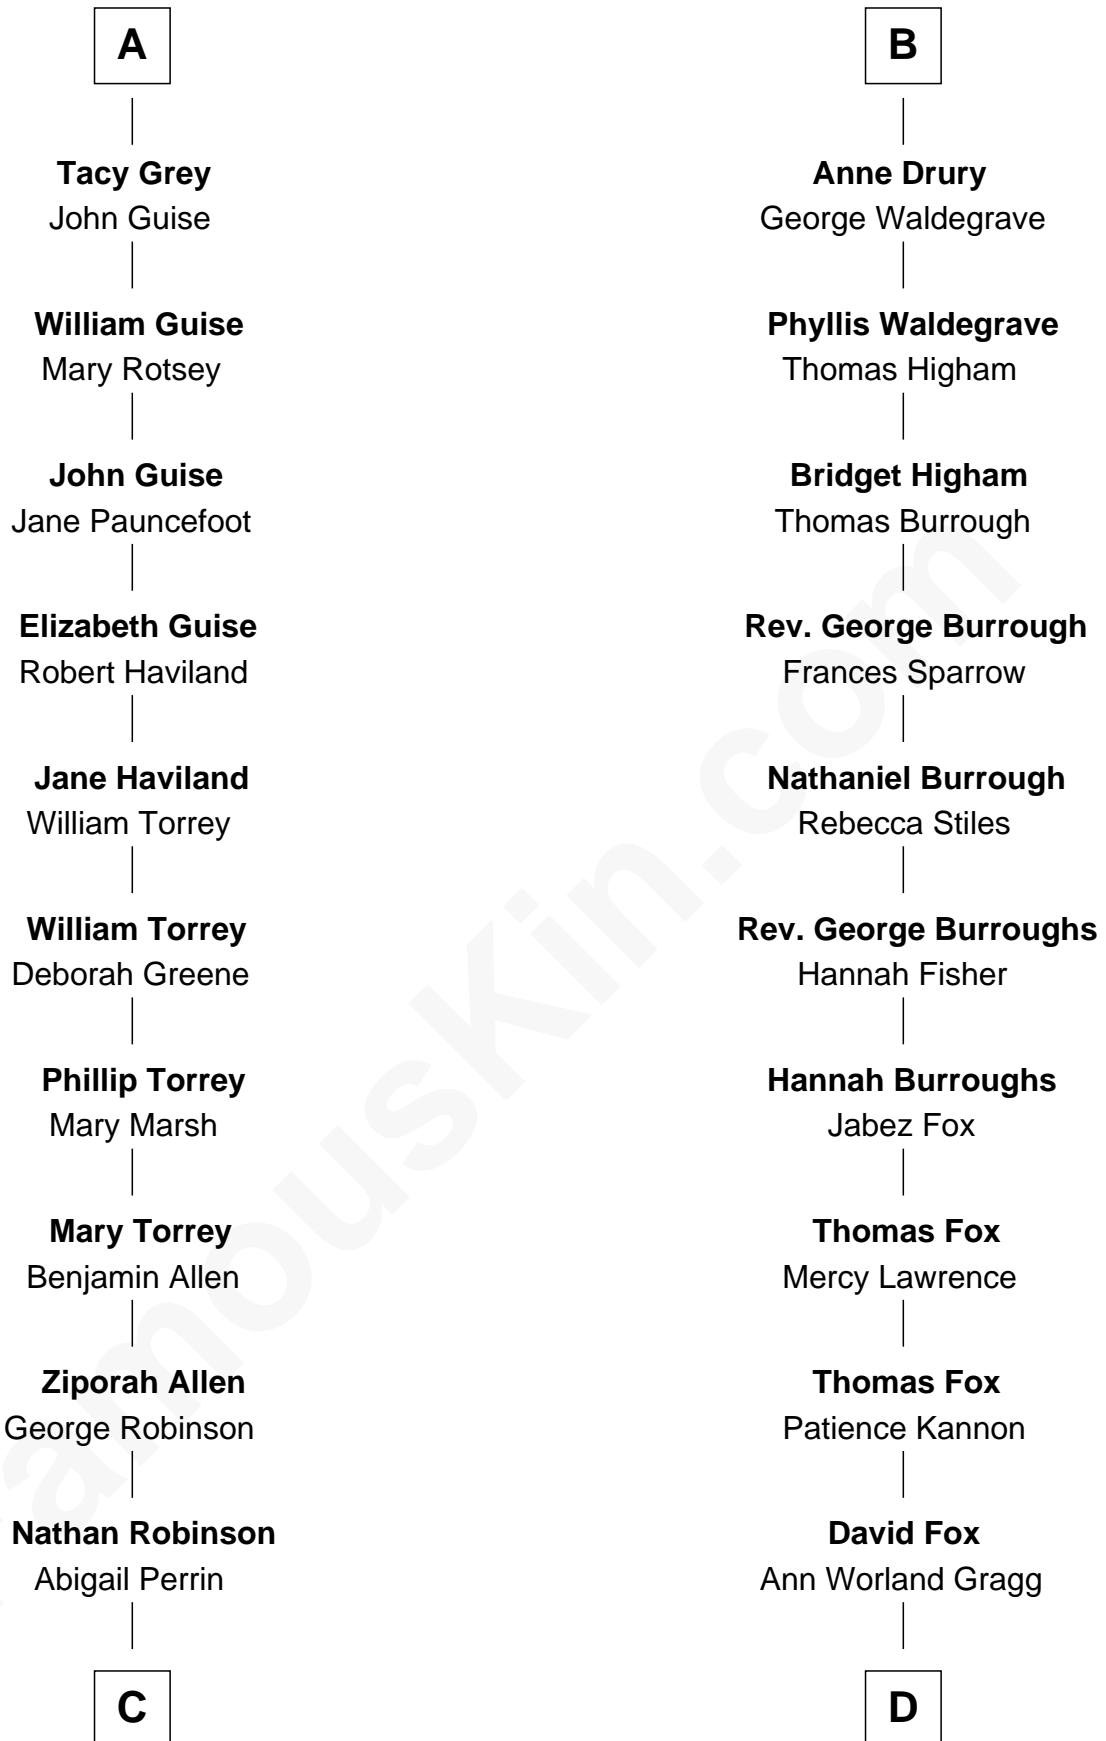 A
Tacy Grey
John Guise
William Guise
Mary Rotsey
John Guise
Jane Pauncefoot
Elizabeth Guise
Robert Haviland
Jane Haviland
William Torrey
William Torrey
Deborah Greene
Phillip Torrey
Mary Marsh
Mary Torrey
Benjamin Allen
Ziporah Allen
George Robinson
Nathan Robinson
Abigail Perrin
C
B
Anne Drury
George Waldegrave
Phyllis Waldegrave
Thomas Higham
Bridget Higham
Thomas Burrough
Rev. George Burrough
Frances Sparrow
Nathaniel Burrough
Rebecca Stiles
Rev. George Burroughs
Hannah Fisher
Hannah Burroughs
Jabez Fox
Thomas Fox
Mercy Lawrence
Thomas Fox
Patience Kannon
David Fox
Ann Worland Gragg
D
FamousKin.com